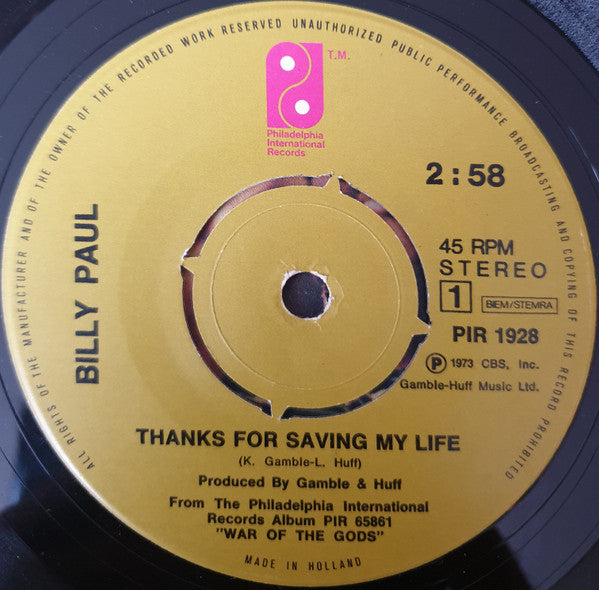 ALL RIGHTS OF THE MANUFACTURER AND OF THE OWNER OF THE RECORDED WORK RESERVED UNAUTHORIZED PUBLIC PERFORMANCE BROADCASTING AND COPYING OF THIS RECORD PROHIBITED
T.M.
Philadelphia
International
Records
2:58
BILLY PAUL
45 RPM
STEREO
1 BIEM/STEMRA
PIR 1928
Ⓟ 1973 CBS, Inc.
Gamble-Huff Music Ltd.
THANKS FOR SAVING MY LIFE
(K. Gamble-L. Huff)
Produced By Gamble & Huff
From The Philadelphia International
Records Album PIR 65861
"WAR OF THE GODS"
MADE IN HOLLAND